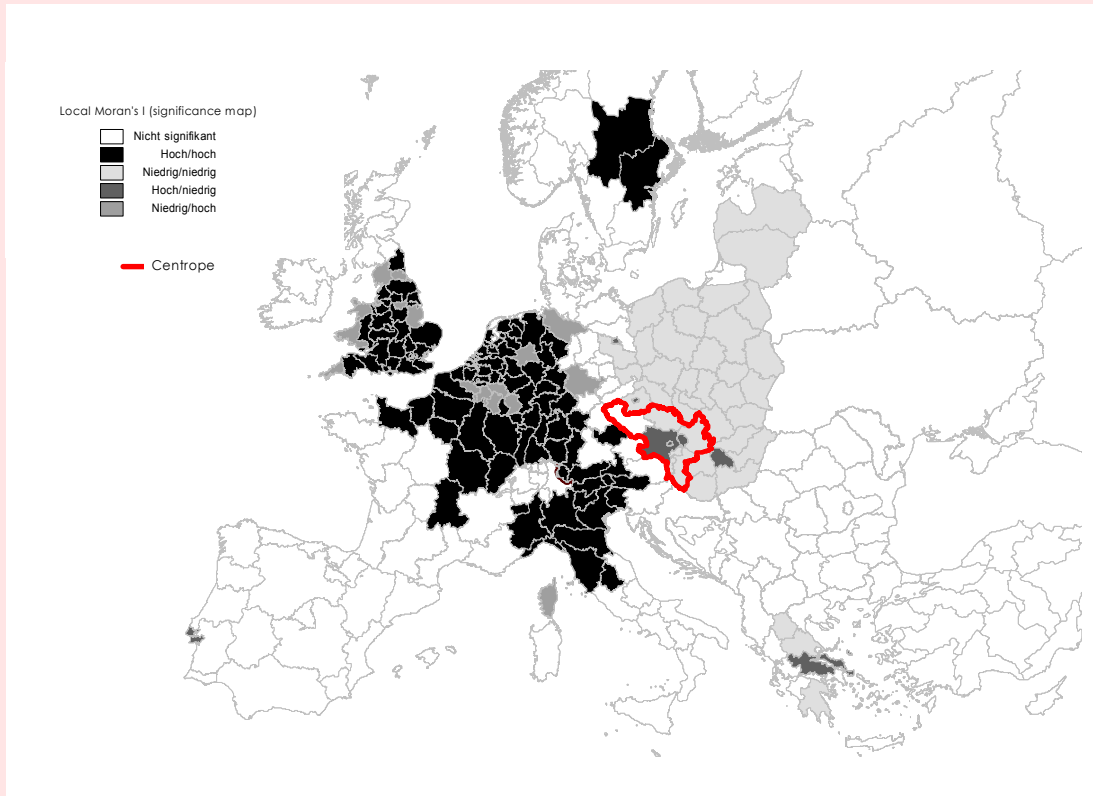 Local Moran's I (significance map)
Nicht signifikant
Hoch/hoch
Niedrig/niedrig
Hoch/niedrig
Niedrig/hoch
Centrope